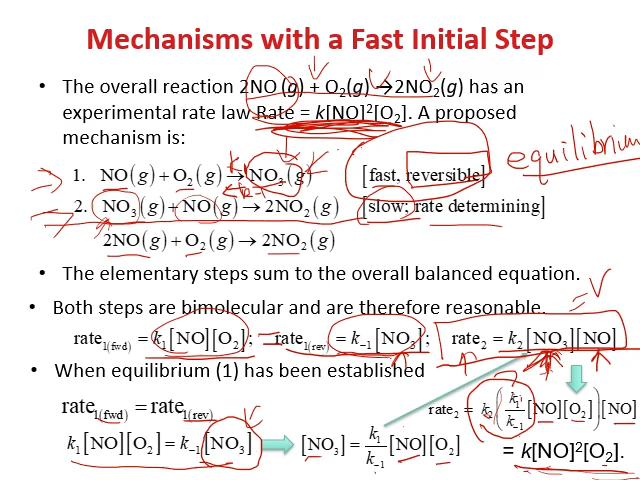 Mechanisms with a Fast Initial Step
• The overall reaction 2NO (g) + O₂(g) → 2NO₂(g) has an
experimental rate law Rate = k[NO]²[O₂]. A proposed
mechanism is:
equilibrium
1. NO(g) + O₂(g) → NO₃(g) [fast, reversible]
2. NO₃(g) + NO(g) → 2NO₂(g) [slow; rate determining]
2NO(g) + O₂(g) → 2NO₂(g)
• The elementary steps sum to the overall balanced equation.
• Both steps are bimolecular and are therefore reasonable.
rate₁(fwd) = k₁[NO][O₂]; rate₁(rev) = k₋₁[NO₃]; rate₂ = k₂[NO₃][NO]
• When equilibrium (1) has been established
rate₁(fwd) = rate₁(rev)
rate₂ = k₂(k₁/k₋₁ [NO][O₂]).[NO]
k₁[NO][O₂] = k₋₁[NO₃]
[NO₃] = k₁/k₋₁ [NO][O₂]
= k[NO]²[O₂].